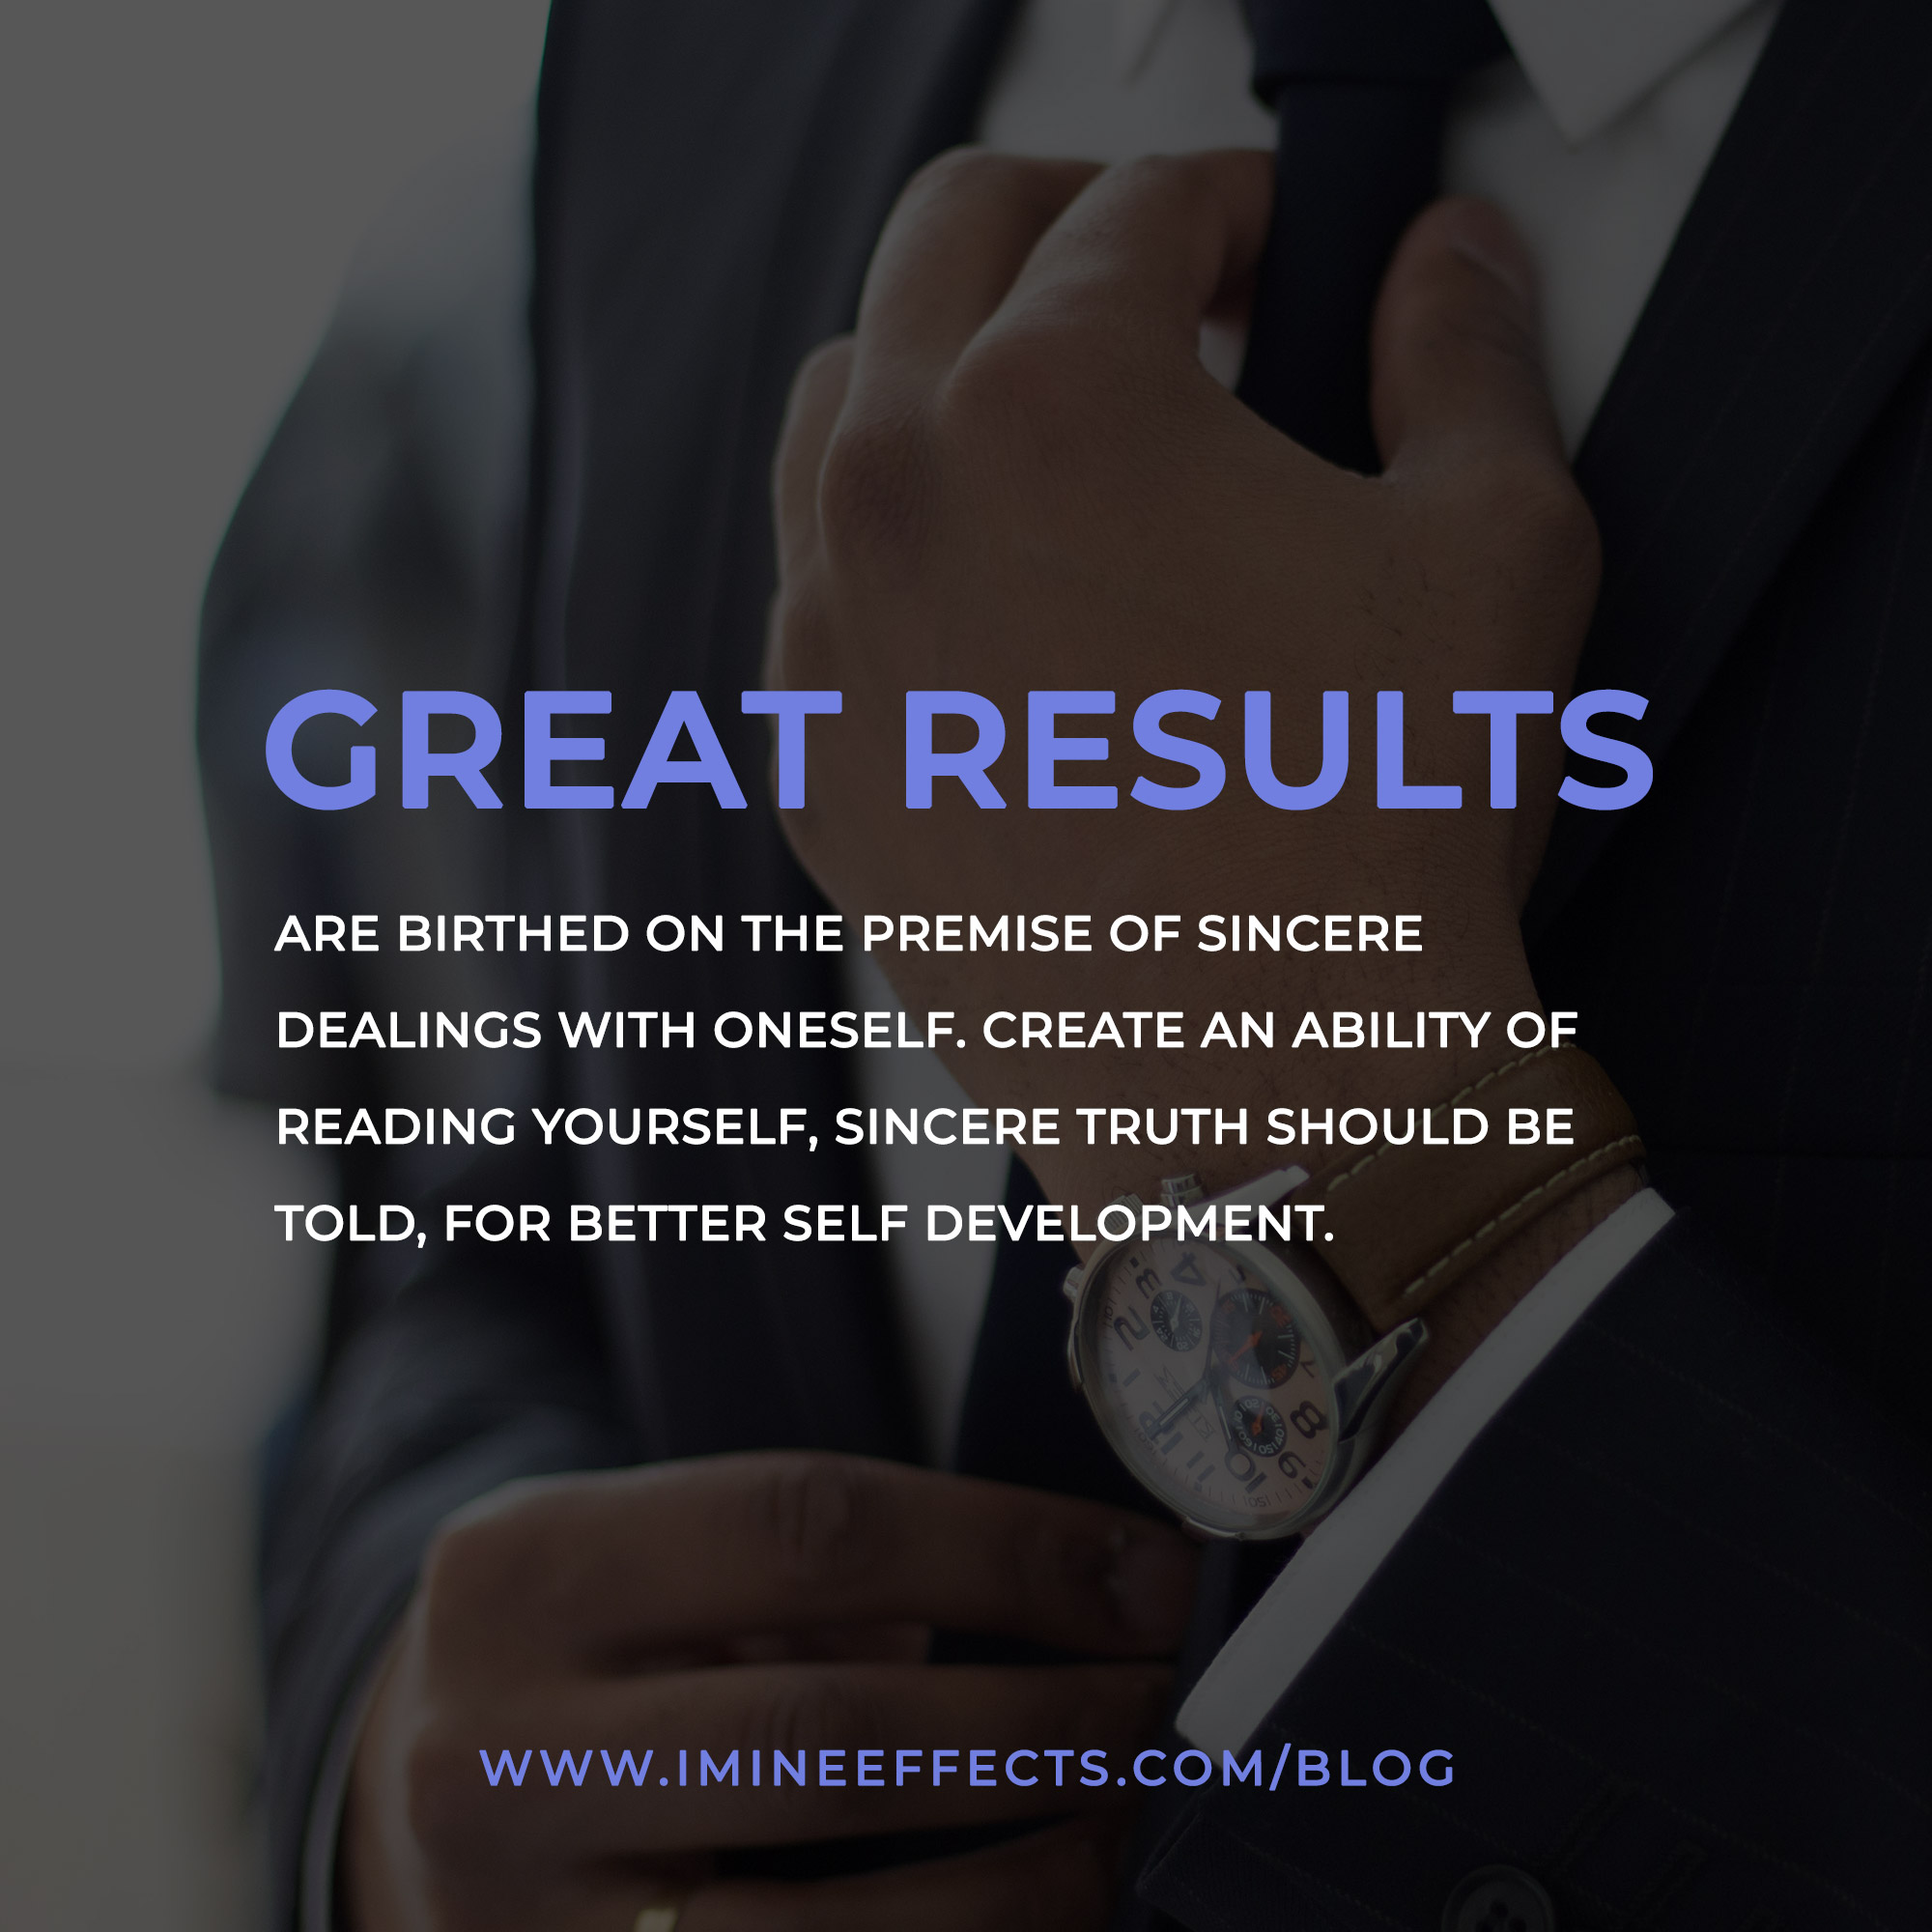 GREAT RESULTS
ARE BIRTHED ON THE PREMISE OF SINCERE
DEALINGS WITH ONESELF. CREATE AN ABILITY OF
READING YOURSELF, SINCERE TRUTH SHOULD BE
TOLD, FOR BETTER SELF DEVELOPMENT.
WWW.IMINEEFFECTS.COM/BLOG